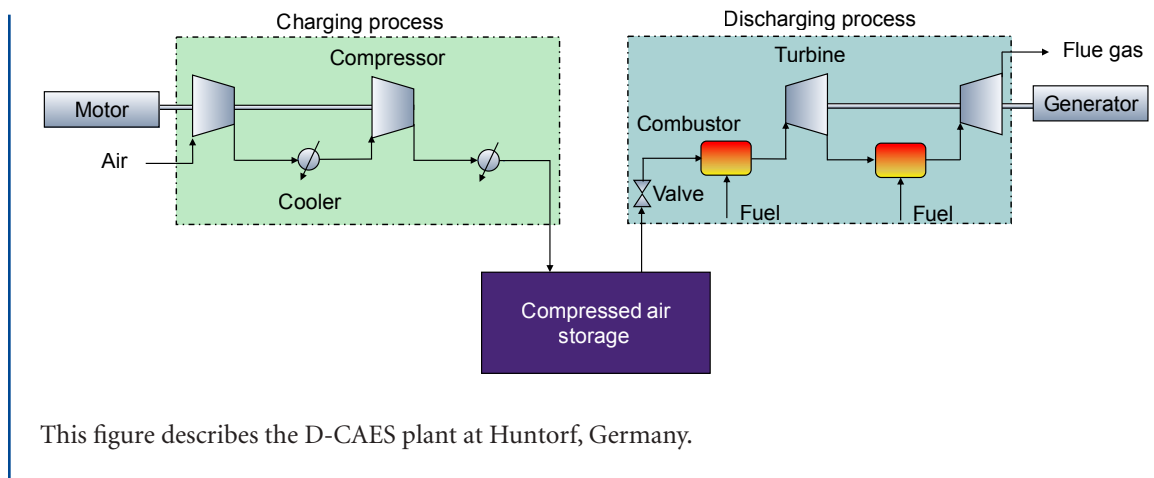 Charging process
Discharging process
Compressor
Turbine
Flue gas
Motor
Generator
Combustor
Air
Valve
Cooler
Fuel
Fuel
Compressed air
storage
This figure describes the D-CAES plant at Huntorf, Germany.